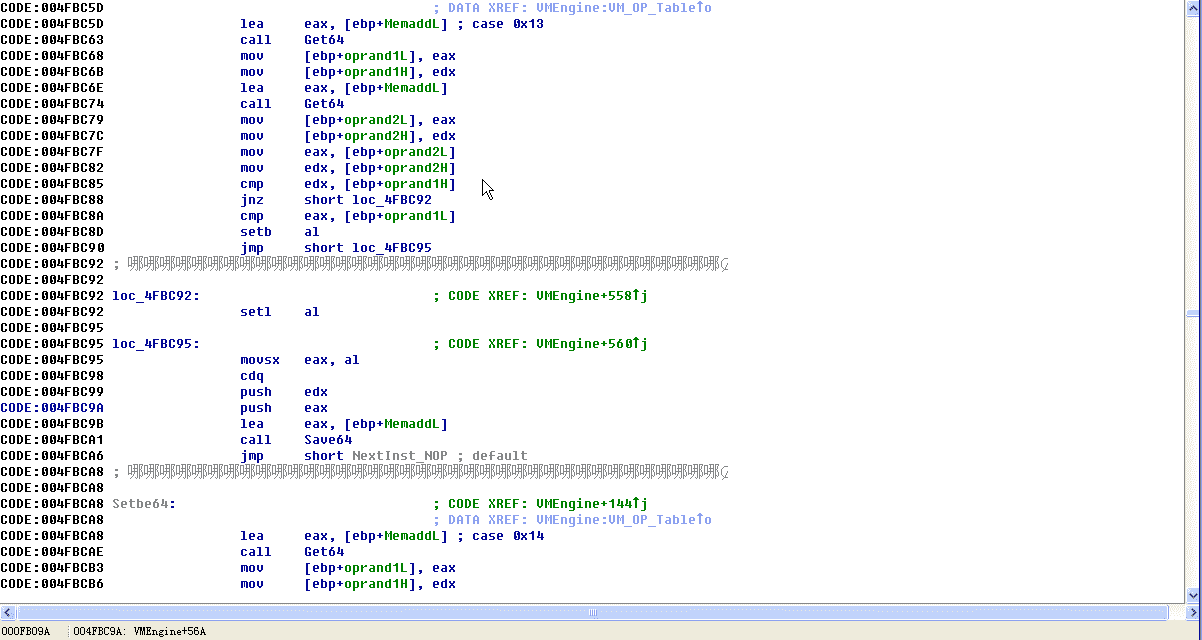 CODE:004FBC5D ; DATA XREF: VMEngine:VM_OP_Table↑o
CODE:004FBC5D lea eax, [ebp+MemaddL] ; case 0x13
CODE:004FBC63 call Get64
CODE:004FBC68 mov [ebp+oprand1L], eax
CODE:004FBC6B mov [ebp+oprand1H], edx
CODE:004FBC6E lea eax, [ebp+MemaddL]
CODE:004FBC74 call Get64
CODE:004FBC79 mov [ebp+oprand2L], eax
CODE:004FBC7C mov [ebp+oprand2H], edx
CODE:004FBC7F mov eax, [ebp+oprand2L]
CODE:004FBC82 mov edx, [ebp+oprand2H]
CODE:004FBC85 cmp edx, [ebp+oprand1H]
CODE:004FBC88 jnz short loc_4FBC92
CODE:004FBC8A cmp eax, [ebp+oprand1L]
CODE:004FBC8D setb al
CODE:004FBC90 jmp short loc_4FBC95
CODE:004FBC92 ;
CODE:004FBC92
CODE:004FBC92 loc_4FBC92: ; CODE XREF: VMEngine+558↑j
CODE:004FBC92 setl al
CODE:004FBC95
CODE:004FBC95 loc_4FBC95: ; CODE XREF: VMEngine+560↑j
CODE:004FBC95 movsx eax, al
CODE:004FBC98 cdq
CODE:004FBC99 push edx
CODE:004FBC9A push eax
CODE:004FBC9B lea eax, [ebp+MemaddL]
CODE:004FBCA1 call Save64
CODE:004FBCA6 jmp short NextInst_NOP ; default
CODE:004FBCA8 ;
CODE:004FBCA8
CODE:004FBCA8 Setbe64: ; CODE XREF: VMEngine+144↑j
CODE:004FBCA8 ; DATA XREF: VMEngine:VM_OP_Table↑o
CODE:004FBCA8 lea eax, [ebp+MemaddL] ; case 0x14
CODE:004FBCAE call Get64
CODE:004FBCB3 mov [ebp+oprand1L], eax
CODE:004FBCB6 mov [ebp+oprand1H], edx
000FB09A 004FBC9A: VMEngine+56A